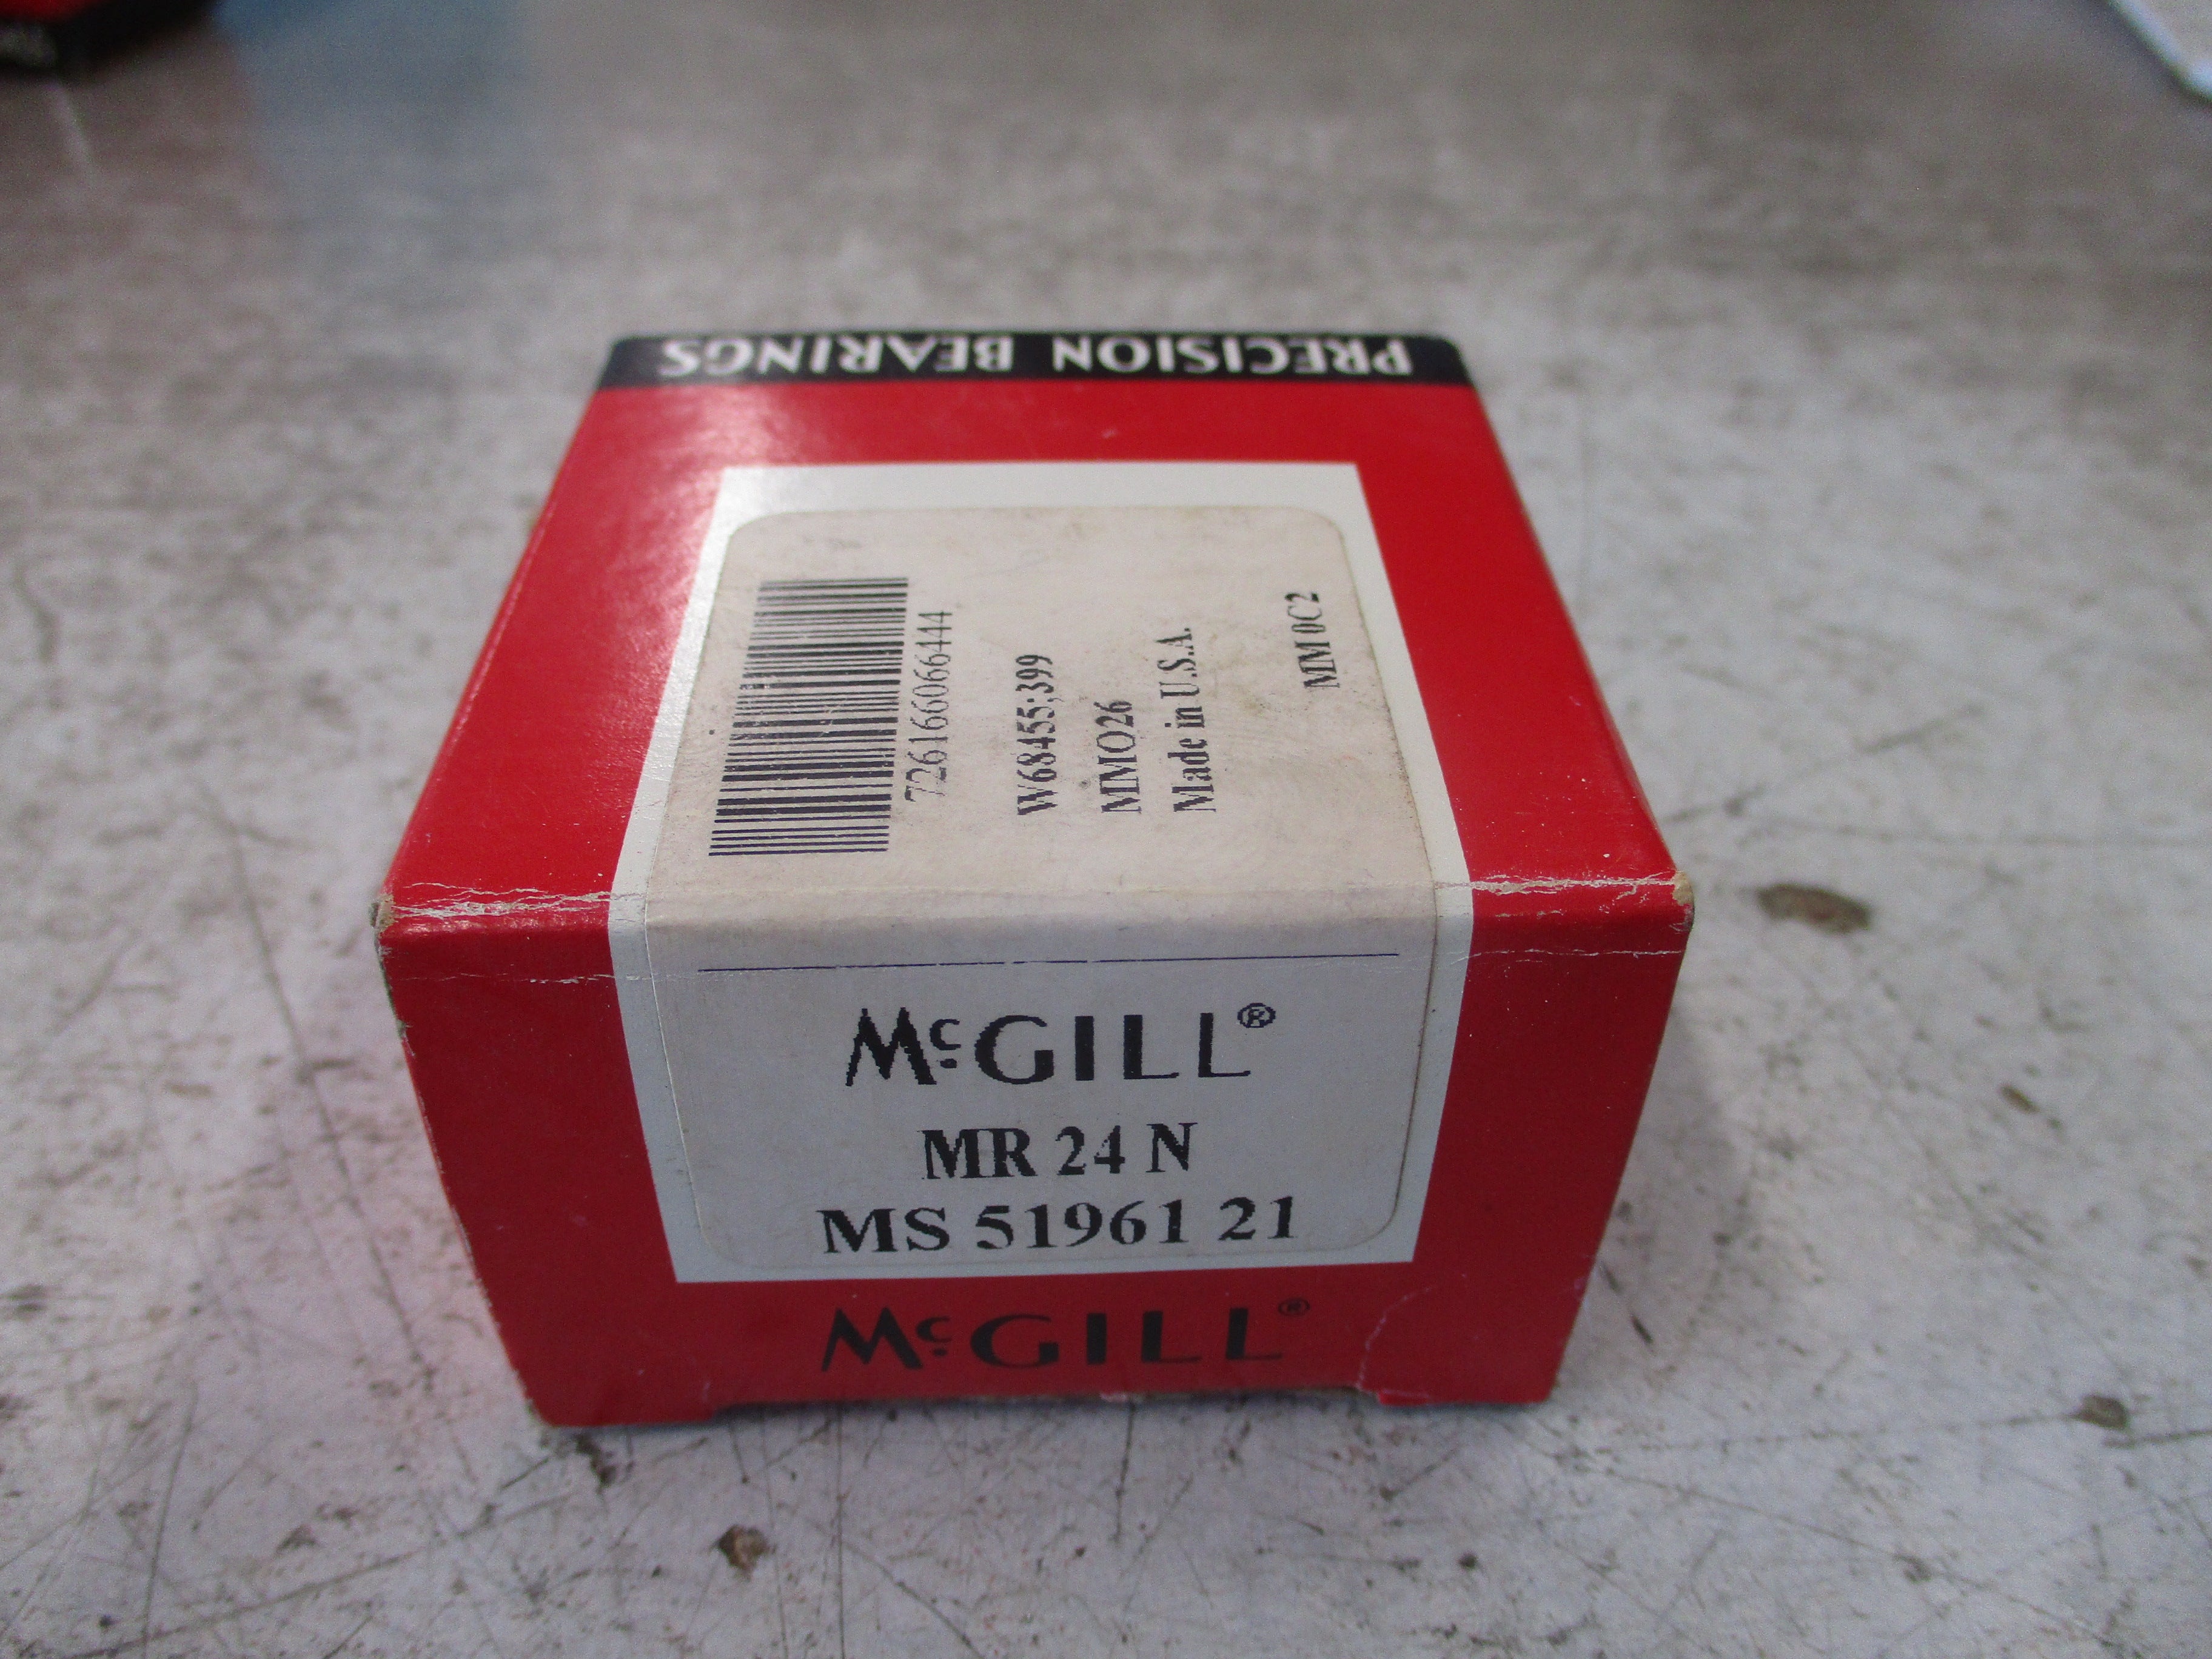 PRECISION BEARINGS
726166066444
W68455;399
MMO26
Made in U.S.A.
MM 0C2
McGILL®
MR 24 N
MS 51961 21
McGILL®